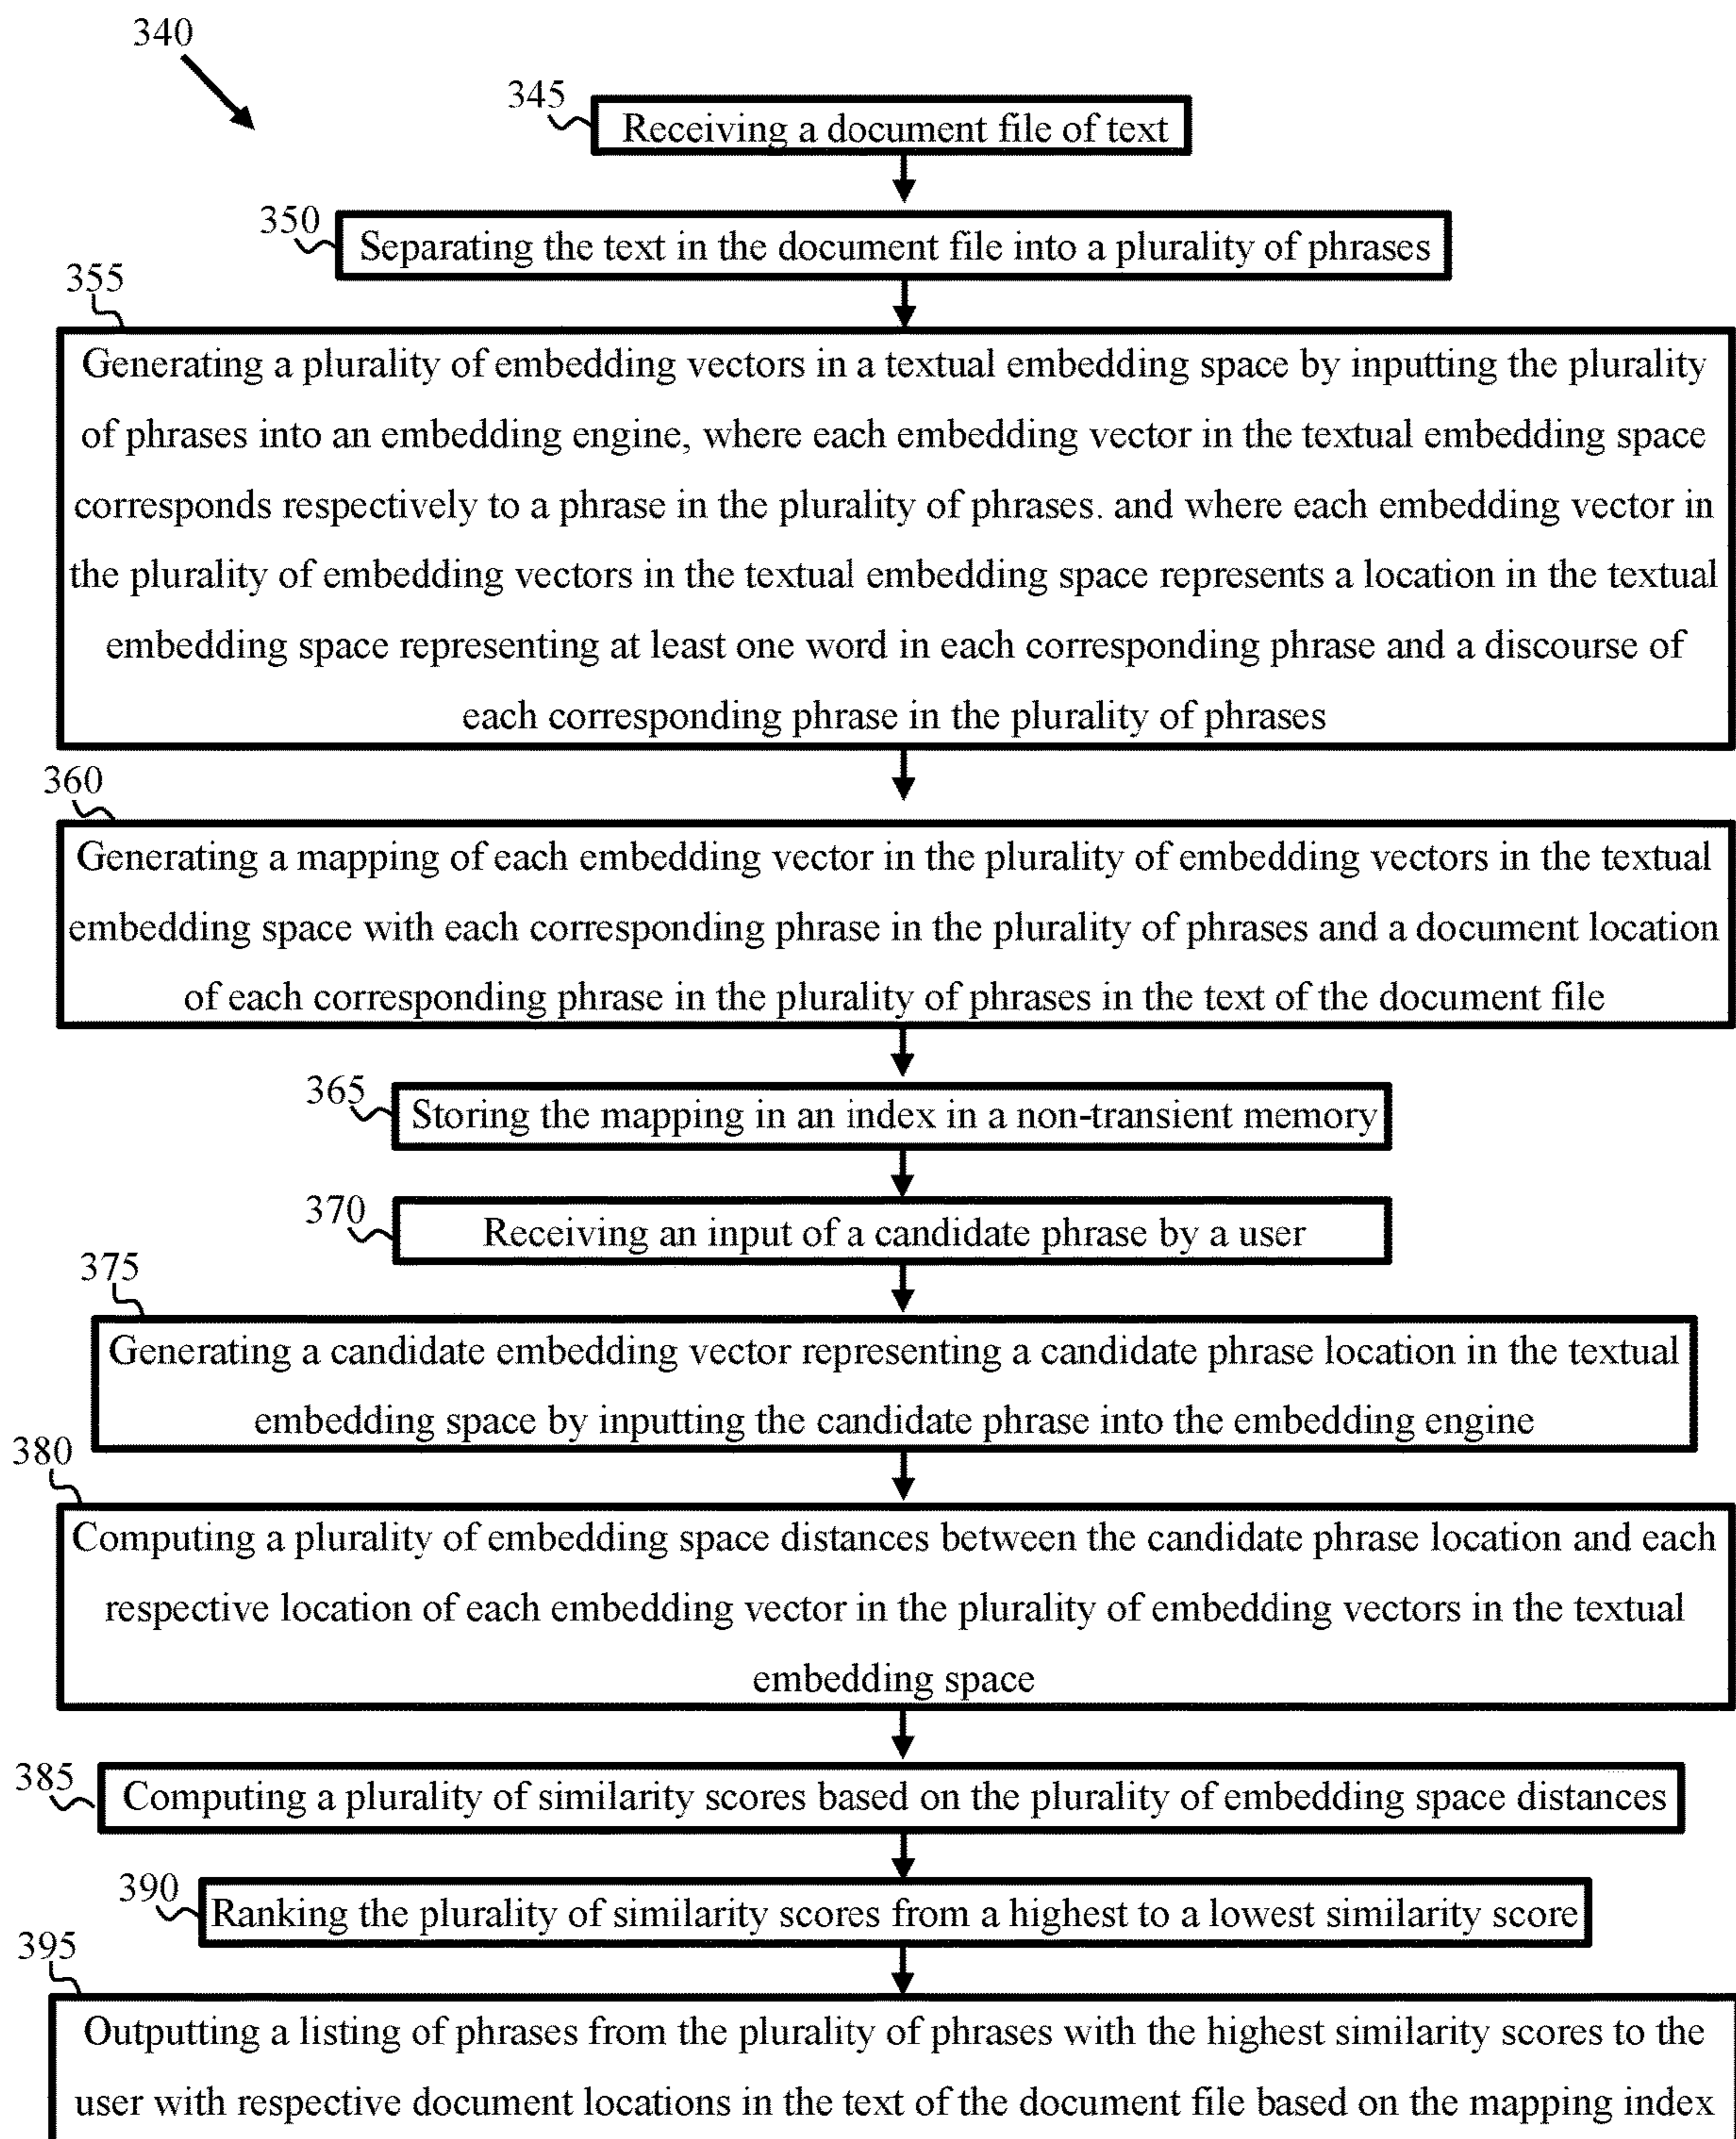 340
345
Receiving a document file of text
350
Separating the text in the document file into a plurality of phrases
355
Generating a plurality of embedding vectors in a textual embedding space by inputting the plurality
of phrases into an embedding engine, where each embedding vector in the textual embedding space
corresponds respectively to a phrase in the plurality of phrases. and where each embedding vector in
the plurality of embedding vectors in the textual embedding space represents a location in the textual
embedding space representing at least one word in each corresponding phrase and a discourse of
each corresponding phrase in the plurality of phrases
360
Generating a mapping of each embedding vector in the plurality of embedding vectors in the textual
embedding space with each corresponding phrase in the plurality of phrases and a document location
of each corresponding phrase in the plurality of phrases in the text of the document file
365
Storing the mapping in an index in a non-transient memory
370
Receiving an input of a candidate phrase by a user
375
Generating a candidate embedding vector representing a candidate phrase location in the textual
embedding space by inputting the candidate phrase into the embedding engine
380
Computing a plurality of embedding space distances between the candidate phrase location and each
respective location of each embedding vector in the plurality of embedding vectors in the textual
embedding space
385
Computing a plurality of similarity scores based on the plurality of embedding space distances
390
Ranking the plurality of similarity scores from a highest to a lowest similarity score
395
Outputting a listing of phrases from the plurality of phrases with the highest similarity scores to the
user with respective document locations in the text of the document file based on the mapping index